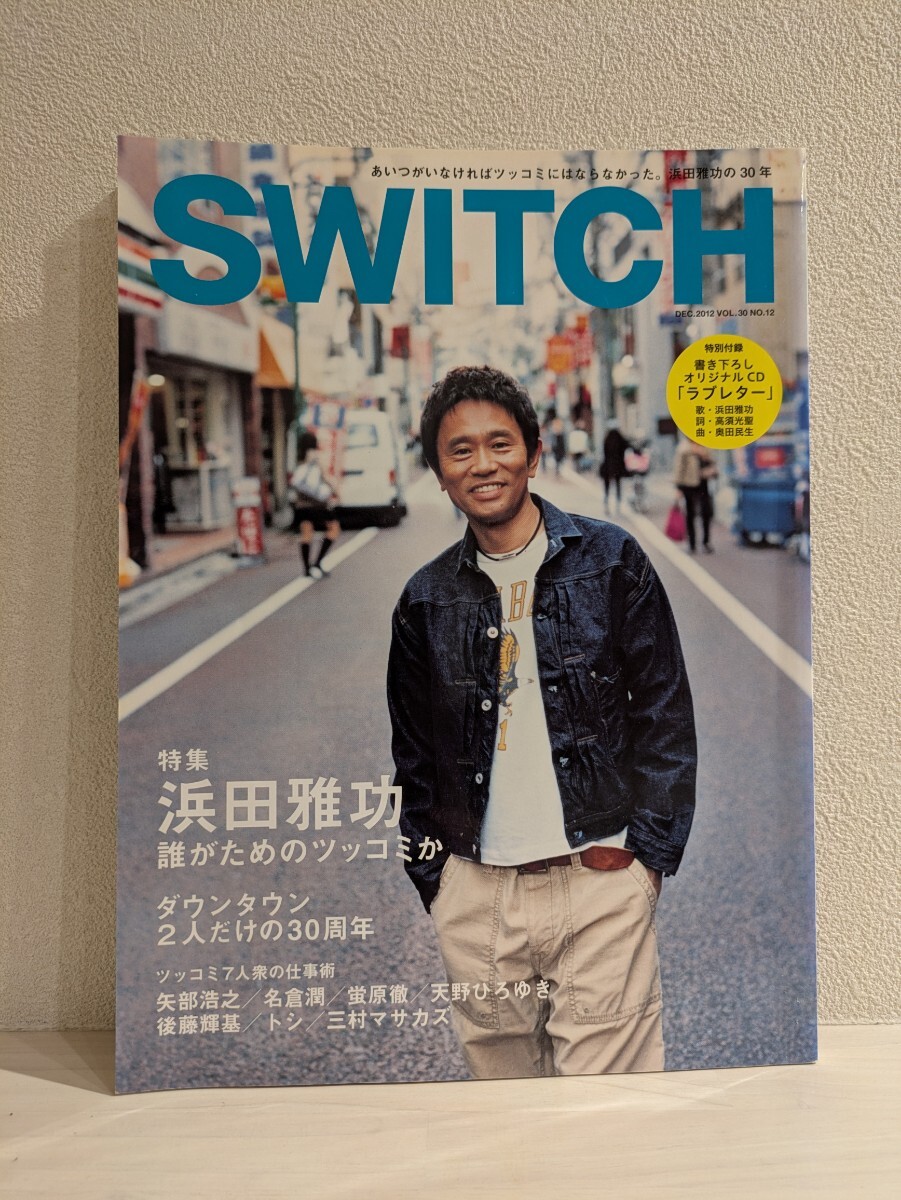 あいつがいなければツッコミにはならなかった。浜田雅功の30年
SWITCH
DEC.2012 VOL.30 NO.12
特別付録
書き下ろし
オリジナルCD
「ラブレター」
歌・浜田雅功
詞・高須光聖
曲・奥田民生
特集
浜田雅功
誰がためのツッコミか
ダウンタウン
2人だけの30周年
ツッコミ7人衆の仕事術
矢部浩之／名倉潤／蛍原徹／天野ひろゆき
後藤輝基／トシ／三村マサカズ